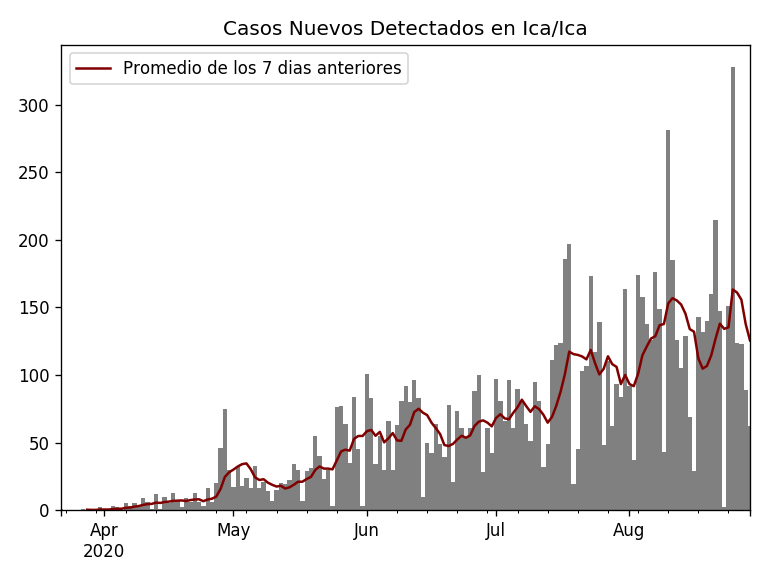 Casos Nuevos Detectados en Ica/Ica
Promedio de los 7 dias anteriores
300
250
200
150
100
50
0
Apr May Jun Jul Aug
2020